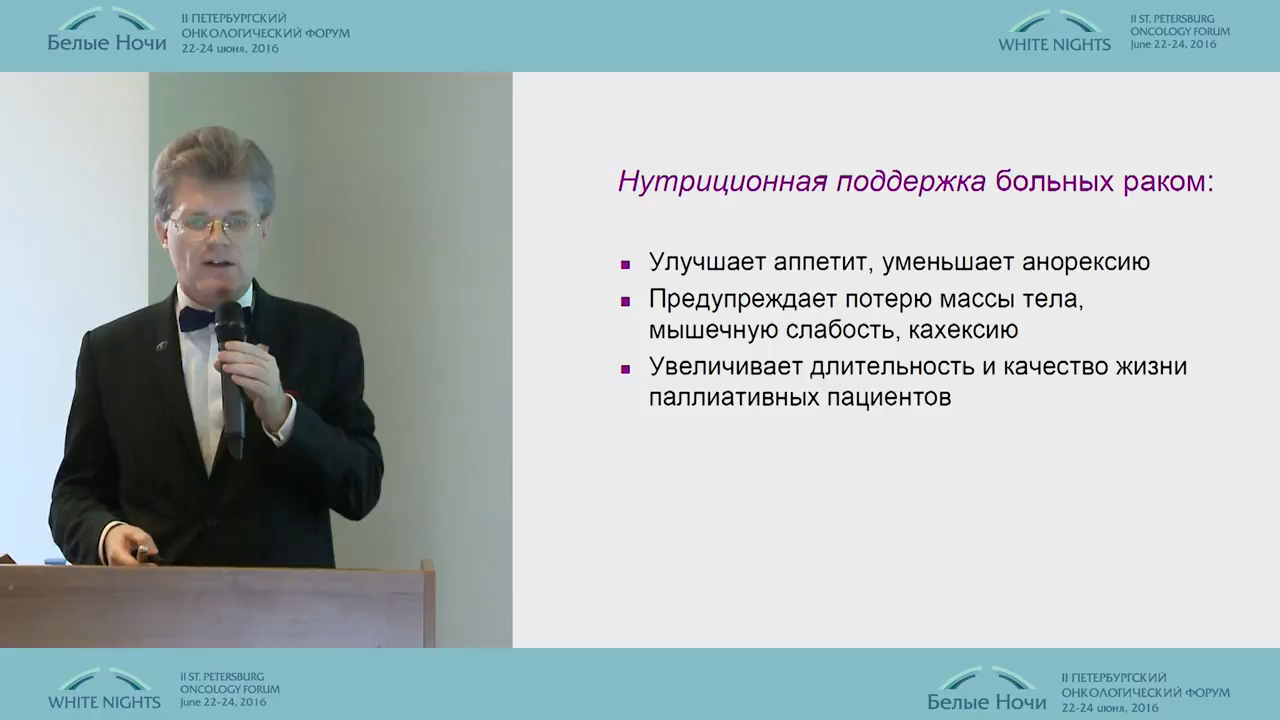 Белые Ночи
II ПЕТЕРБУРГСКИЙ
ОНКОЛОГИЧЕСКИЙ ФОРУМ
22-24 июня, 2016
WHITE NIGHTS
II ST. PETERSBURG
ONCOLOGY FORUM
June 22-24, 2016
Нутриционная поддержка больных раком:
Улучшает аппетит, уменьшает анорексию
Предупреждает потерю массы тела,
мышечную слабость, кахексию
Увеличивает длительность и качество жизни
паллиативных пациентов
WHITE NIGHTS
II ST. PETERSBURG
ONCOLOGY FORUM
June 22-24, 2016
Белые Ночи
II ПЕТЕРБУРГСКИЙ
ОНКОЛОГИЧЕСКИЙ ФОРУМ
22-24 июня, 2016